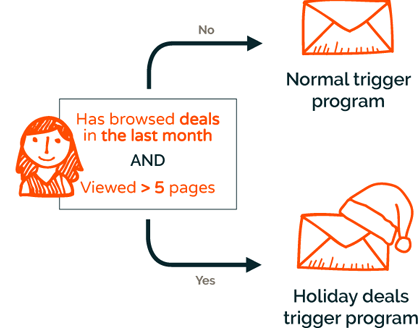 No
Normal trigger
program
Has browsed deals
in the last month
AND
Viewed > 5 pages
Yes
Holiday deals
trigger program